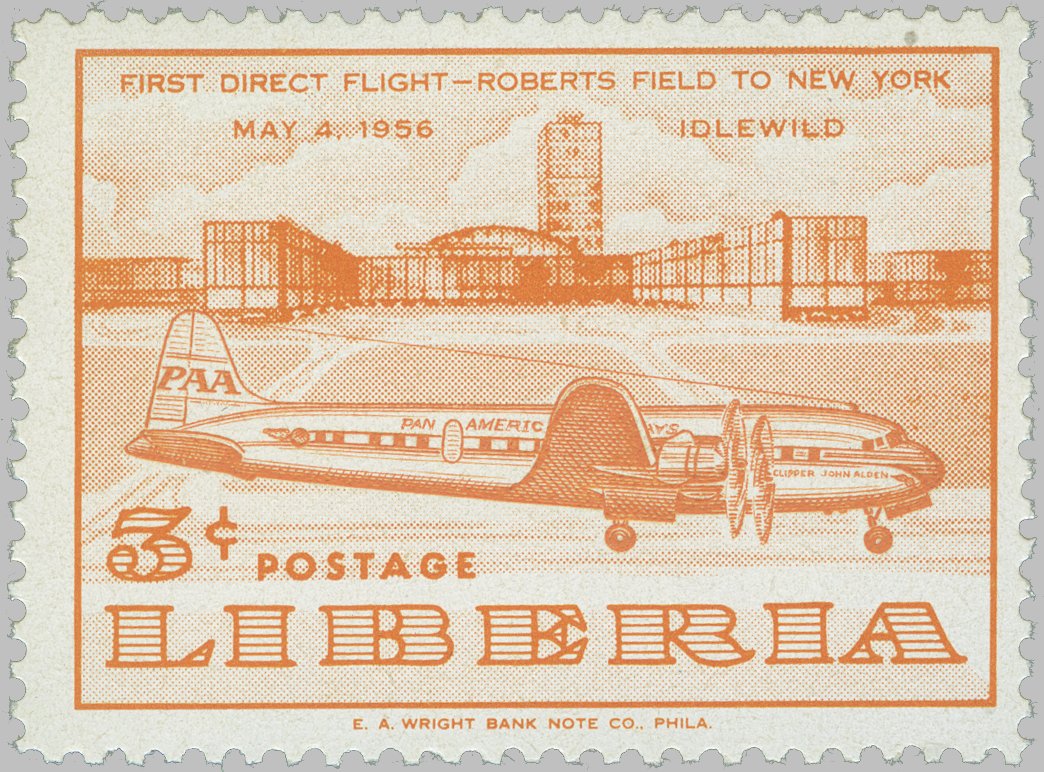 FIRST DIRECT FLIGHT—ROBERTS FIELD TO NEW YORK
MAY 4, 1956 IDLEWILD
PAA
PAN AMERIC WAYS
CLIPPER JOHN ALDEN
3¢ POSTAGE
LIBERIA
E. A. WRIGHT BANK NOTE CO., PHILA.